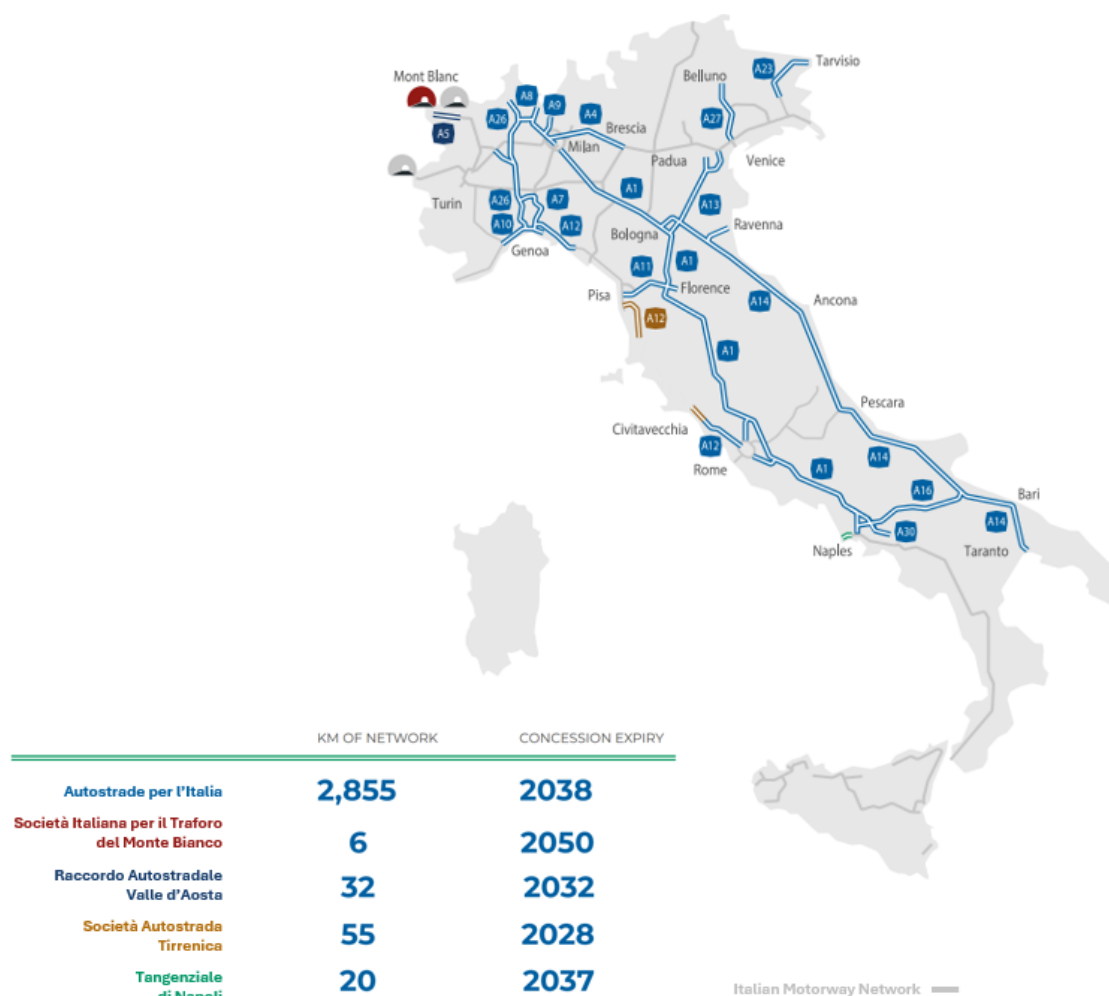 Tarvisio
Mont Blanc
Belluno
A23
A8
A9
A26
A4
A27
A5
Brescia
Milan
Padua
Venice
Turin
A26
A7
A1
A13
A10
A12
Ravenna
Bologna
Genoa
A11
A1
Pisa
Florence
A14
Ancona
A12
A1
Pescara
Civitavecchia
A12
A14
Rome
A1
A16
Bari
A14
A30
Naples
Taranto
KM OF NETWORK CONCESSION EXPIRY
Autostrade per l'Italia 2,855 2038
Società Italiana per il Traforo
del Monte Bianco 6 2050
Raccordo Autostradale
Valle d'Aosta 32 2032
Società Autostrada
Tirrenica 55 2028
Tangenziale
di Napoli 20 2037
Italian Motorway Network